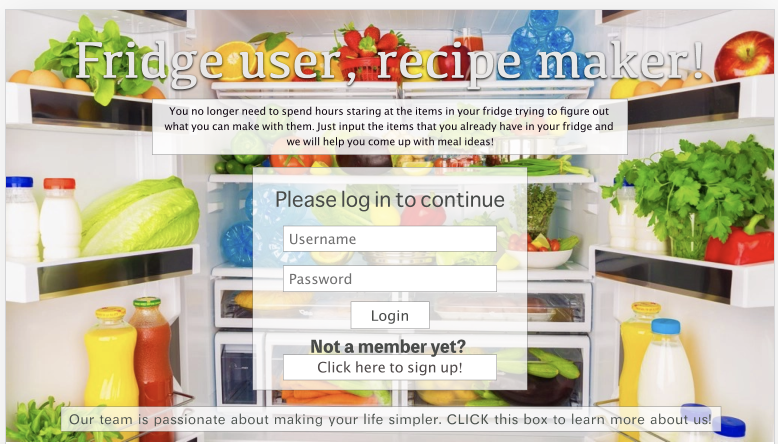 Fridge user, recipe maker!
You no longer need to spend hours staring at the items in your fridge trying to figure out
what you can make with them. Just input the items that you already have in your fridge and
we will help you come up with meal ideas!
Please log in to continue
Username
Password
Login
Not a member yet?
Click here to sign up!
Our team is passionate about making your life simpler. CLICK this box to learn more about us!